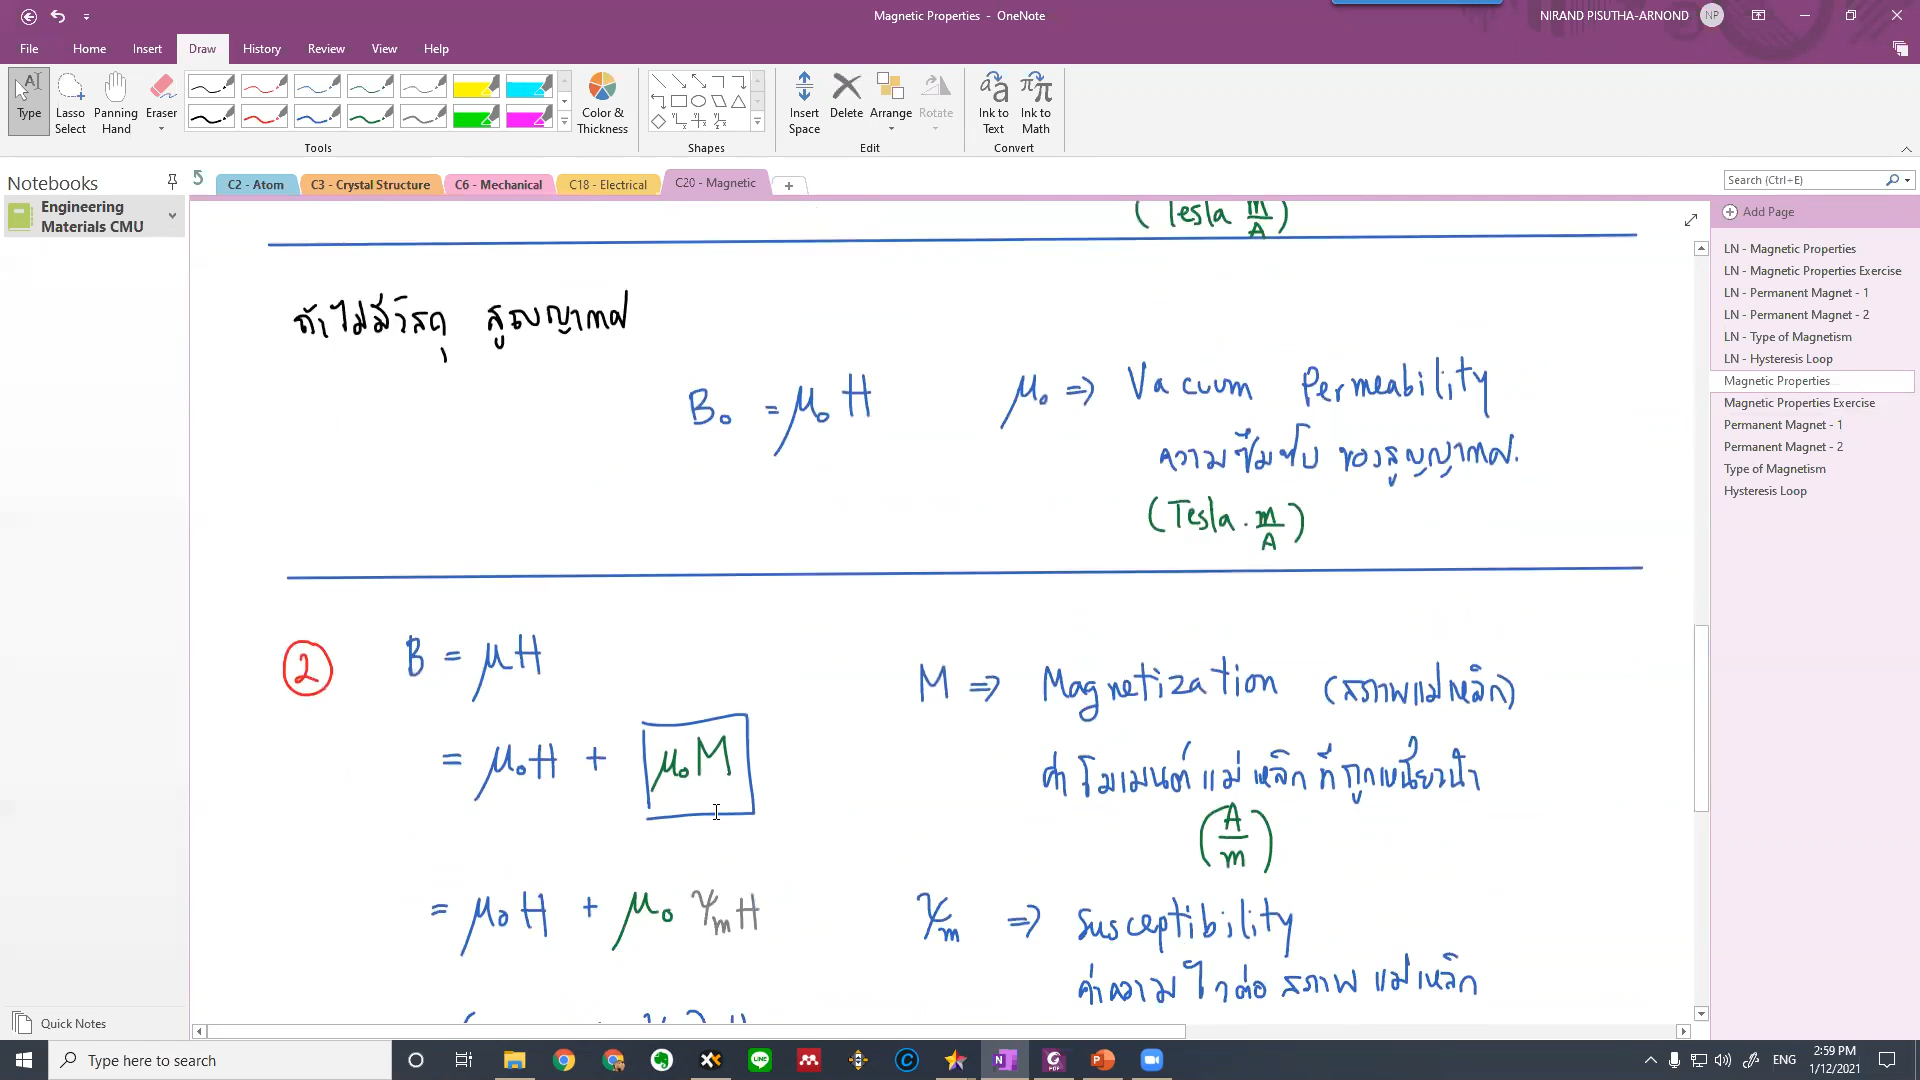 Magnetic Properties - OneNote
NIRAND PISUTHA-ARNOND NP
File Home Insert Draw History Review View Help
Type
Lasso Select
Panning Hand
Eraser
Color & Thickness
Insert Space
Delete
Arrange
Rotate
Ink to Text
Ink to Math
Tools
Shapes
Edit
Convert
Notebooks
Engineering Materials CMU
C2 - Atom
C3 - Crystal Structure
C6 - Mechanical
C18 - Electrical
C20 - Magnetic
Search (Ctrl+E)
Add Page
LN - Magnetic Properties
LN - Magnetic Properties Exercise
LN - Permanent Magnet - 1
LN - Permanent Magnet - 2
LN - Type of Magnetism
LN - Hysteresis Loop
Magnetic Properties
Magnetic Properties Exercise
Permanent Magnet - 1
Permanent Magnet - 2
Type of Magnetism
Hysteresis Loop
(Tesla m/A)
ถ้าไม่มีวัสดุ สูญญากาศ
B₀ = μ₀ H
μ₀ ⇒ Vacuum Permeability
ความซึมซับ ของสูญญากาศ.
(Tesla . m/A)
2
B = μH
= μ₀H + μ₀M
= μ₀H + μ₀ χₘH
M ⇒ Magnetization (สภาพแม่เหล็ก)
ค่าโมเมนต์แม่เหล็กที่ถูกเหนี่ยวนำ
(A/m)
χₘ ⇒ Susceptibility
ค่าความไวต่อ สภาพ แม่เหล็ก
Quick Notes
Type here to search
ENG
2:59 PM
1/12/2021